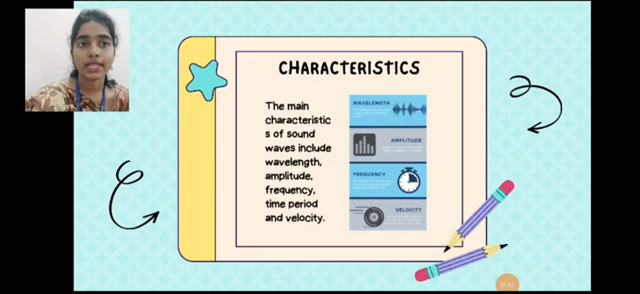 CHARACTERISTICS
The main
characteristic
s of sound
waves include
wavelength,
amplitude,
frequency,
time period
and velocity.
WAVELENGTH
AMPLITUDE
FREQUENCY
VELOCITY